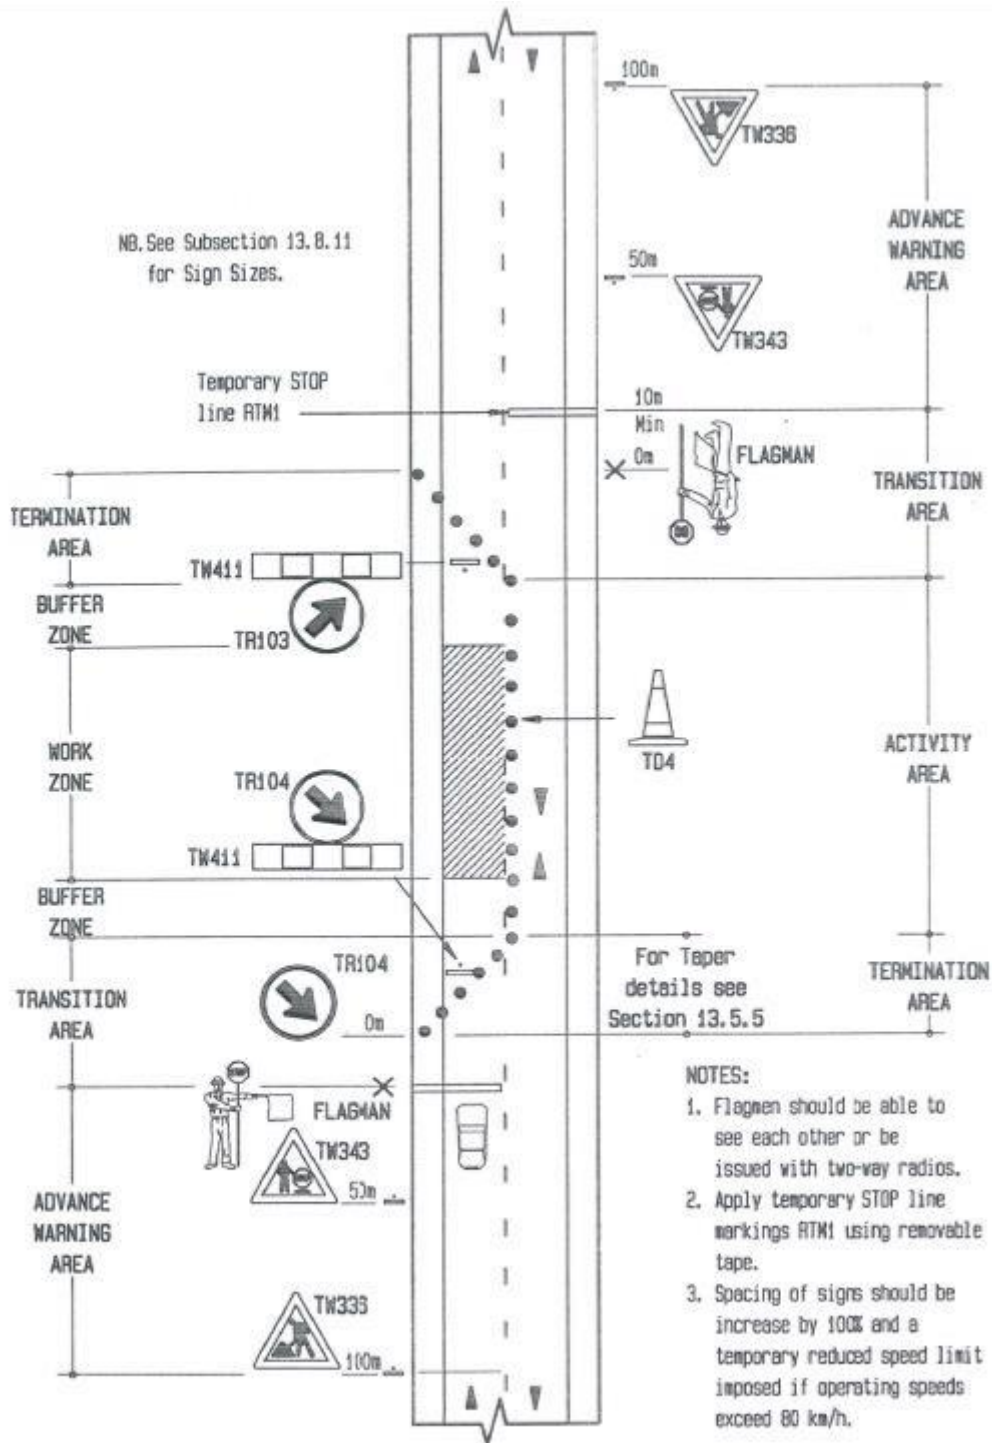 100m
TW336
NB.See Subsection 13.8.11
for Sign Sizes.
ADVANCE
WARNING
AREA
50m
TW343
Temporary STOP
line RTM1
10m
Min
0m
FLAGMAN
TRANSITION
AREA
TERMINATION
AREA
TW411
BUFFER
ZONE
TR103
WORK
ZONE
TD4
ACTIVITY
AREA
TR104
TW411
BUFFER
ZONE
TR104
For Taper
details see
Section 13.5.5
TERMINATION
AREA
TRANSITION
AREA
0m
STOP
FLAGMAN
NOTES:
1. Flagmen should be able to
see each other or be
issued with two-way radios.
2. Apply temporary STOP line
markings RTM1 using removable
tape.
3. Spacing of signs should be
increase by 100% and a
temporary reduced speed limit
imposed if operating speeds
exceed 80 km/h.
TW343
50m
ADVANCE
WARNING
AREA
TW336
100m